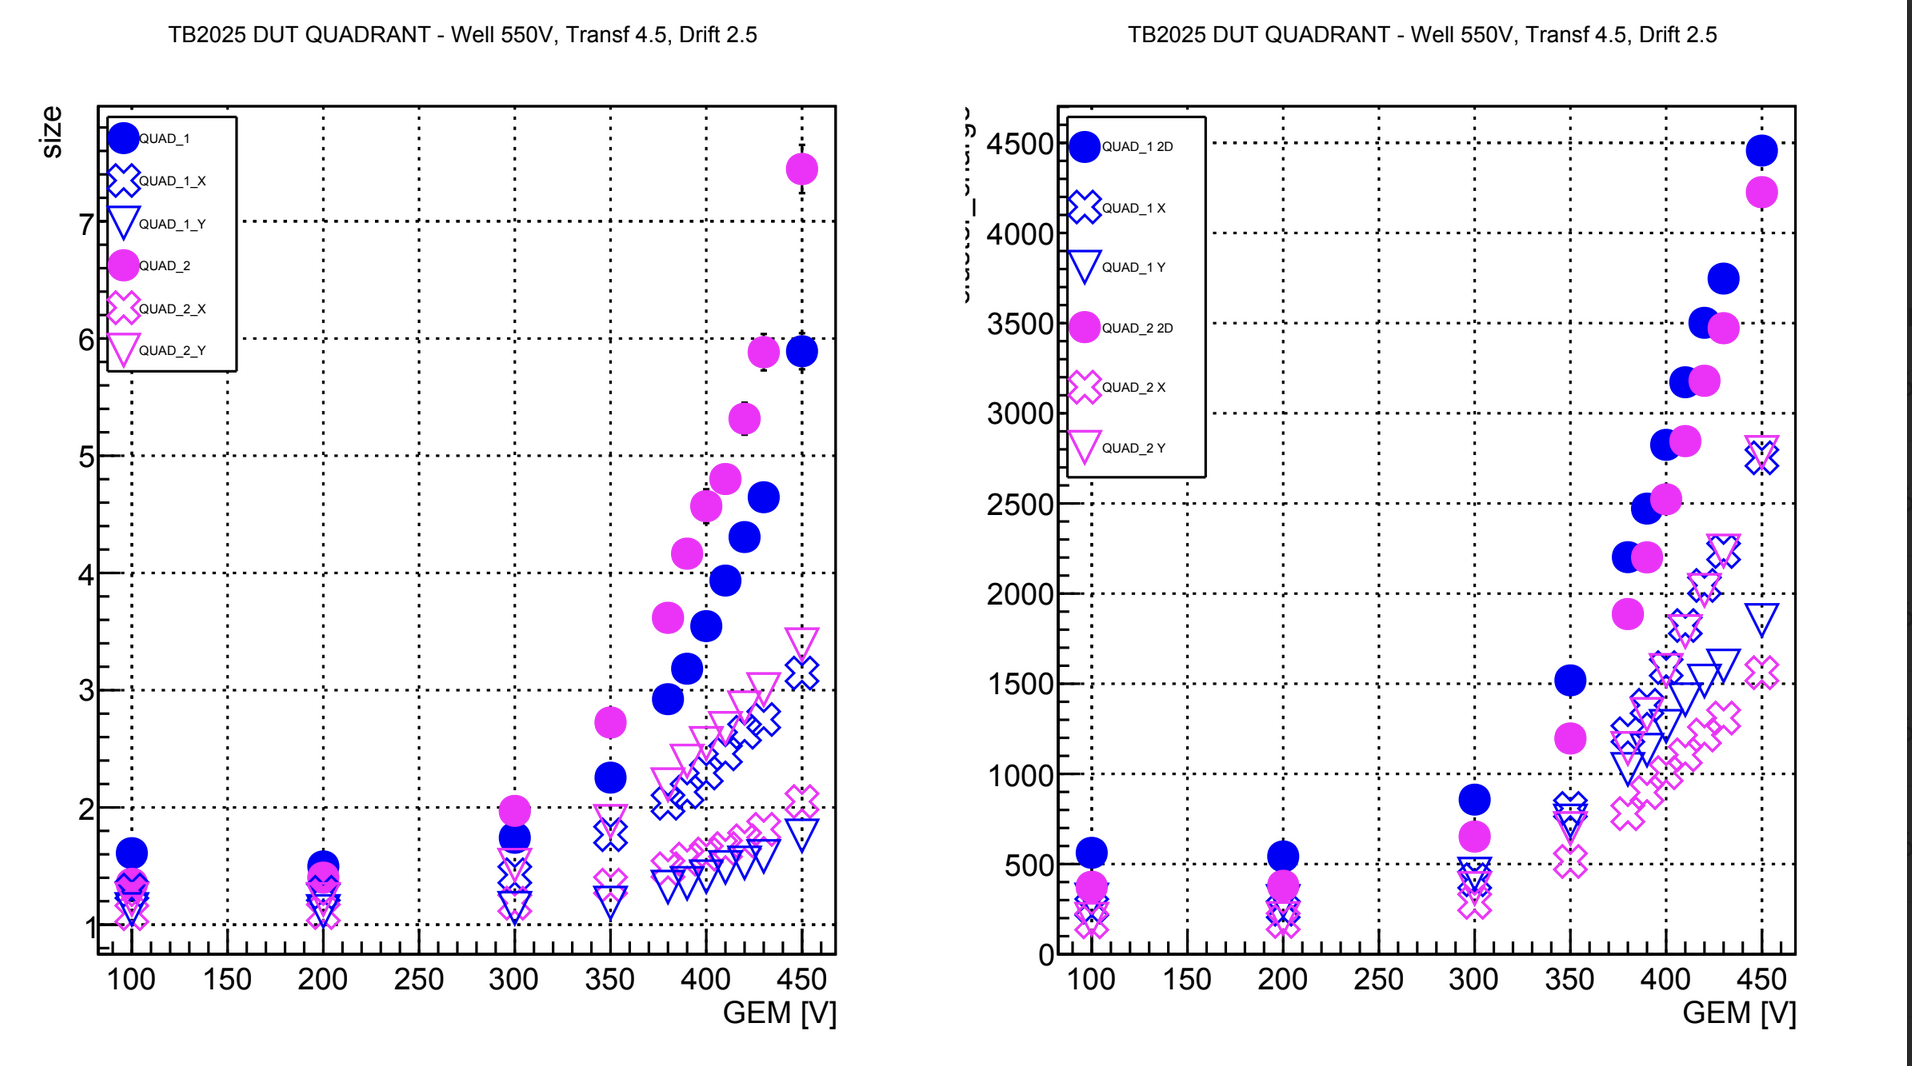 TB2025 DUT QUADRANT - Well 550V, Transf 4.5, Drift 2.5
size
QUAD_1
QUAD_1_X
QUAD_1_Y
QUAD_2
QUAD_2_X
QUAD_2_Y
7
6
5
4
3
2
1
100 150 200 250 300 350 400 450
GEM [V]
TB2025 DUT QUADRANT - Well 550V, Transf 4.5, Drift 2.5
QUAD_1 2D
QUAD_1 X
QUAD_1 Y
QUAD_2 2D
QUAD_2 X
QUAD_2 Y
4500
4000
3500
3000
2500
2000
1500
1000
500
0
100 150 200 250 300 350 400 450
GEM [V]